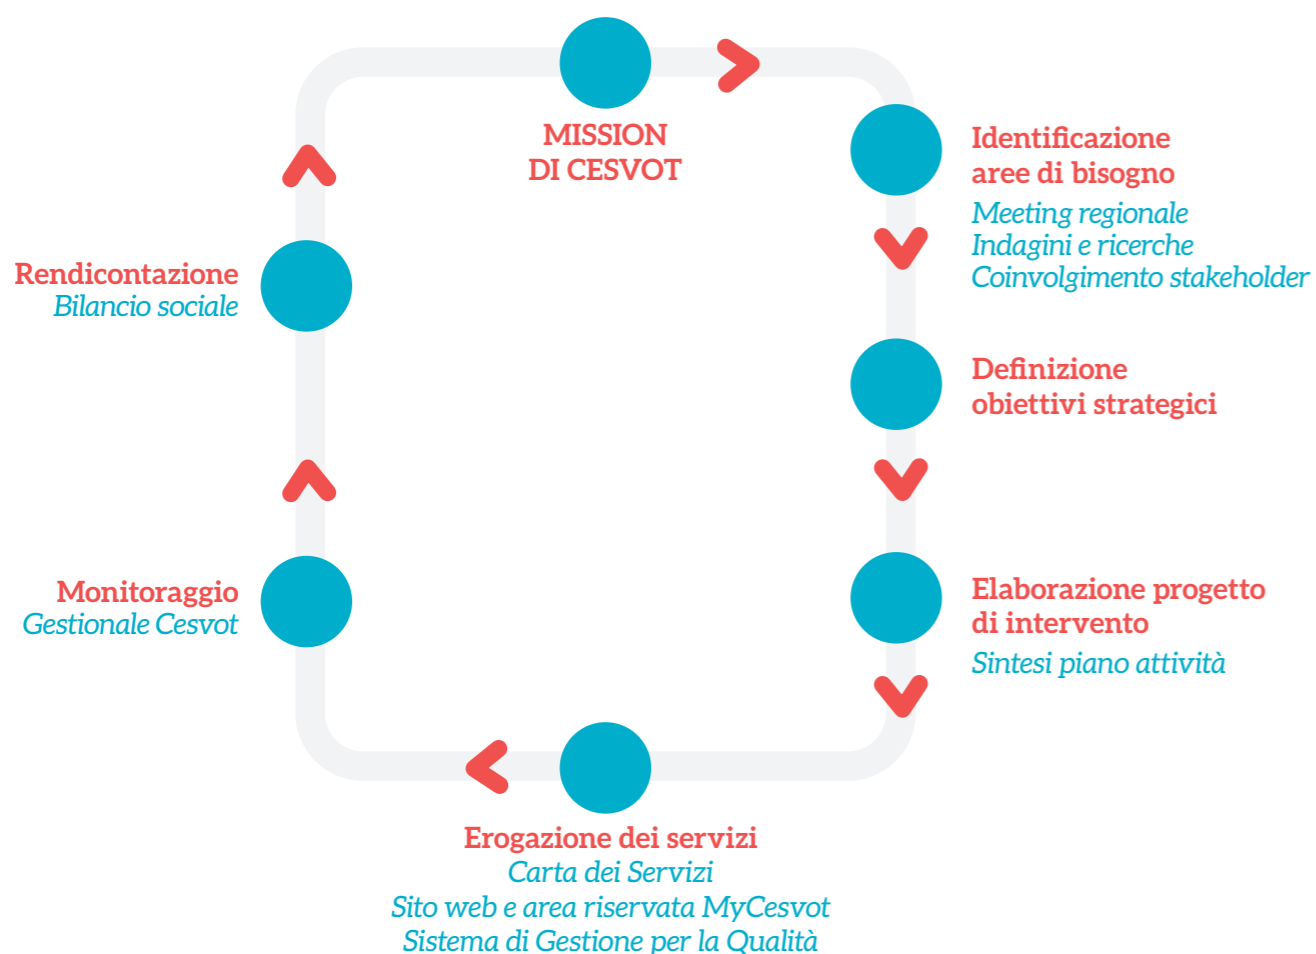 MISSION
DI CESVOT
Identificazione
aree di bisogno
Meeting regionale
Indagini e ricerche
Coinvolgimento stakeholder
Definizione
obiettivi strategici
Elaborazione progetto
di intervento
Sintesi piano attività
Erogazione dei servizi
Carta dei Servizi
Sito web e area riservata MyCesvot
Sistema di Gestione per la Qualità
Monitoraggio
Gestionale Cesvot
Rendicontazione
Bilancio sociale